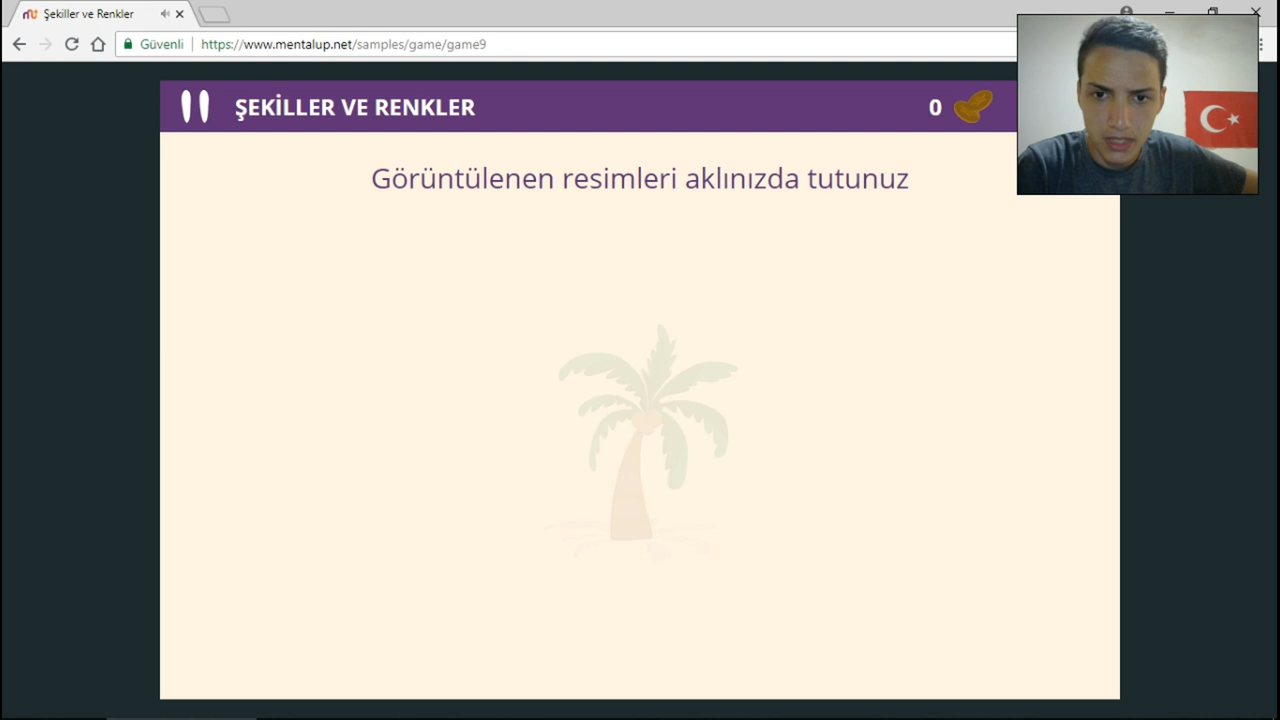 Şekiller ve Renkler
Güvenli
https://www.mentalup.net/samples/game/game9
ŞEKİLLER VE RENKLER
0
Görüntülenen resimleri aklınızda tutunuz